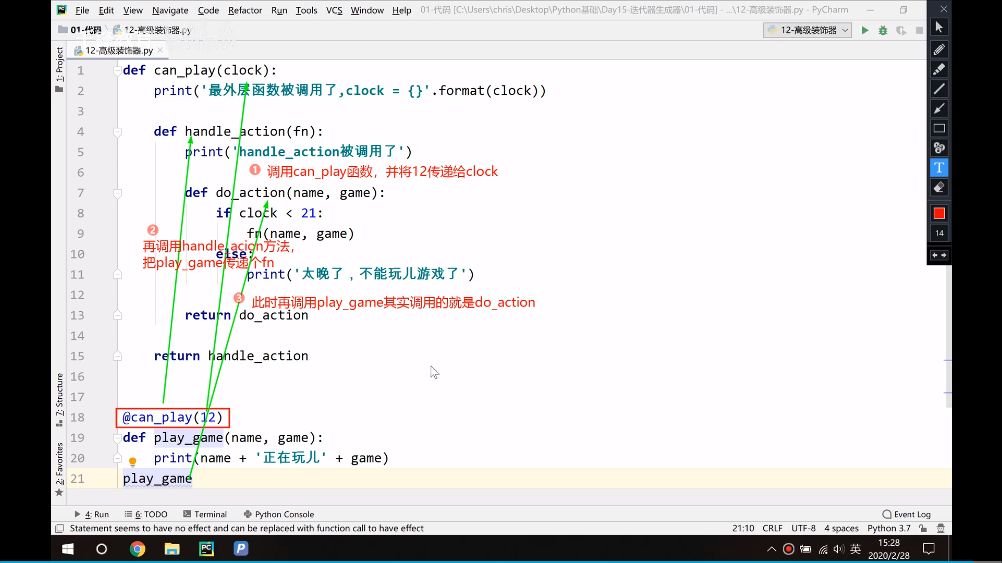 File Edit View Navigate Code Refactor Run Tools VCS Window Help 01-代码 [C:\Users\chris\Desktop\Python基础\Day15-迭代器生成器\01-代码] - ...\12-高级装饰器.py - PyCharm
01-代码 12-高级装饰器.py 12-高级装饰器
12-高级装饰器.py
1: Project
1 def can_play(clock):
2 print('最外层函数被调用了,clock = {}'.format(clock))
3
4 def handle_action(fn):
5 print('handle_action被调用了')
① 调用can_play函数，并将12传递给clock
7 def do_action(name, game):
8 if clock < 21:
② 
9 fn(name, game)
再调用handle_acion方法，
10 else:
把play_game传递个fn
11 print('太晚了，不能玩儿游戏了')
12
③ 此时再调用play_game其实调用的就是do_action
13 return do_action
14
15 return handle_action
16
17
18 @can_play(12)
19 def play_game(name, game):
20 print(name + '正在玩儿' + game)
21 play_game
7: Structure
2: Favorites
T
14
4: Run 6: TODO Terminal Python Console Event Log
Statement seems to have no effect and can be replaced with function call to have effect 21:10 CRLF UTF-8 4 spaces Python 3.7
英 15:28
2020/2/28